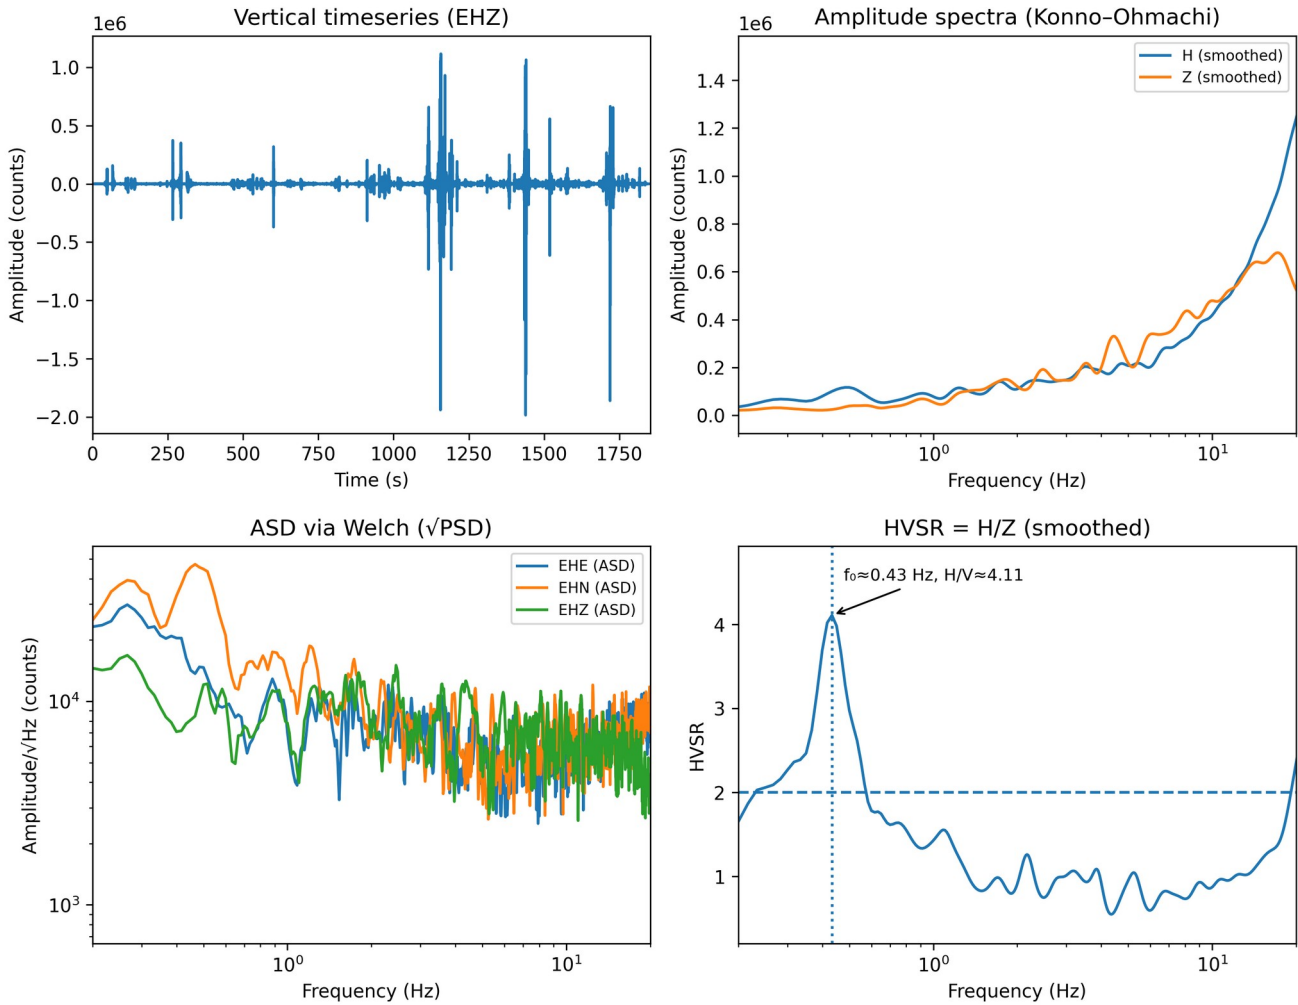 Vertical timeseries (EHZ)
1e6
1.0
0.5
0.0
−0.5
−1.0
−1.5
−2.0
Amplitude (counts)
0 250 500 750 1000 1250 1500 1750
Time (s)
Amplitude spectra (Konno–Ohmachi)
1e6
H (smoothed)
Z (smoothed)
1.4
1.2
1.0
0.8
0.6
0.4
0.2
0.0
Amplitude (counts)
10⁰ 10¹
Frequency (Hz)
ASD via Welch (√PSD)
EHE (ASD)
EHN (ASD)
EHZ (ASD)
10⁴
10³
Amplitude/√Hz (counts)
10⁰ 10¹
Frequency (Hz)
HVSR = H/Z (smoothed)
f₀≈0.43 Hz, H/V≈4.11
4
3
2
1
HVSR
10⁰ 10¹
Frequency (Hz)